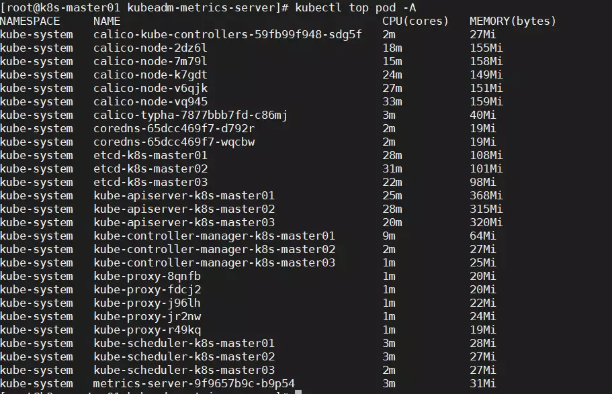 [root@k8s-master01 kubeadm-metrics-server]# kubectl top pod -A
NAMESPACE NAME CPU(cores) MEMORY(bytes)
kube-system calico-kube-controllers-59fb99f948-sdg5f 2m 27Mi
kube-system calico-node-2dz6l 18m 155Mi
kube-system calico-node-7m79l 15m 158Mi
kube-system calico-node-k7gdt 24m 149Mi
kube-system calico-node-v6qjk 27m 151Mi
kube-system calico-node-vq945 33m 159Mi
kube-system calico-typha-7877bbb7fd-c86mj 3m 40Mi
kube-system coredns-65dcc469f7-d792r 2m 19Mi
kube-system coredns-65dcc469f7-wqcbw 2m 19Mi
kube-system etcd-k8s-master01 28m 108Mi
kube-system etcd-k8s-master02 31m 101Mi
kube-system etcd-k8s-master03 22m 98Mi
kube-system kube-apiserver-k8s-master01 25m 368Mi
kube-system kube-apiserver-k8s-master02 28m 315Mi
kube-system kube-apiserver-k8s-master03 20m 320Mi
kube-system kube-controller-manager-k8s-master01 9m 64Mi
kube-system kube-controller-manager-k8s-master02 2m 27Mi
kube-system kube-controller-manager-k8s-master03 1m 25Mi
kube-system kube-proxy-8qnfb 1m 20Mi
kube-system kube-proxy-fdcj2 1m 20Mi
kube-system kube-proxy-j96lh 1m 22Mi
kube-system kube-proxy-jr2nw 1m 24Mi
kube-system kube-proxy-r49kq 1m 19Mi
kube-system kube-scheduler-k8s-master01 3m 28Mi
kube-system kube-scheduler-k8s-master02 3m 27Mi
kube-system kube-scheduler-k8s-master03 2m 27Mi
kube-system metrics-server-9f9657b9c-b9p54 3m 31Mi